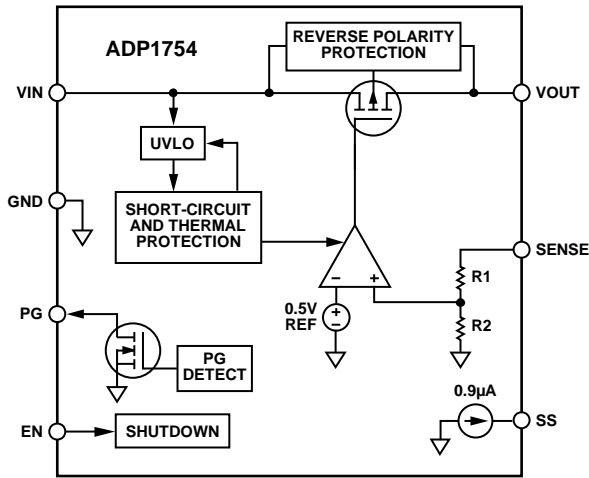 ADP1754
REVERSE POLARITY
PROTECTION
VIN
VOUT
UVLO
GND
SHORT-CIRCUIT
AND THERMAL
PROTECTION
SENSE
R1
–
+
0.5V
REF
+
–
R2
PG
PG
DETECT
0.9µA
SS
EN
SHUTDOWN